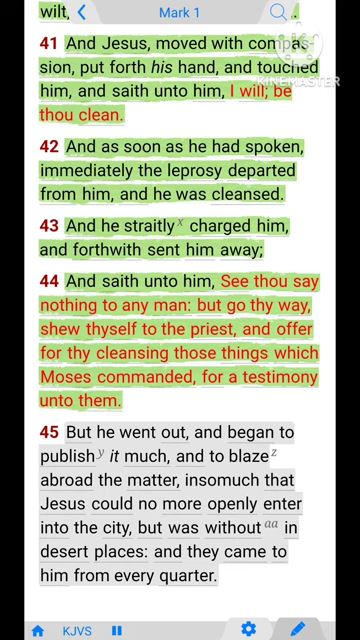 wilt,
Mark 1
41 And Jesus, moved with compas
sion, put forth his hand, and touched
him, and saith unto him, I will; be
thou clean.
KINEMASTER
42 And as soon as he had spoken,
immediately the leprosy departed
from him, and he was cleansed.
43 And he straitly x charged him,
and forthwith sent him away;
44 And saith unto him, See thou say
nothing to any man: but go thy way,
shew thyself to the priest, and offer
for thy cleansing those things which
Moses commanded, for a testimony
unto them.
45 But he went out, and began to
publish y it much, and to blaze z
abroad the matter, insomuch that
Jesus could no more openly enter
into the city, but was without aa in
desert places: and they came to
him from every quarter.
KJVS